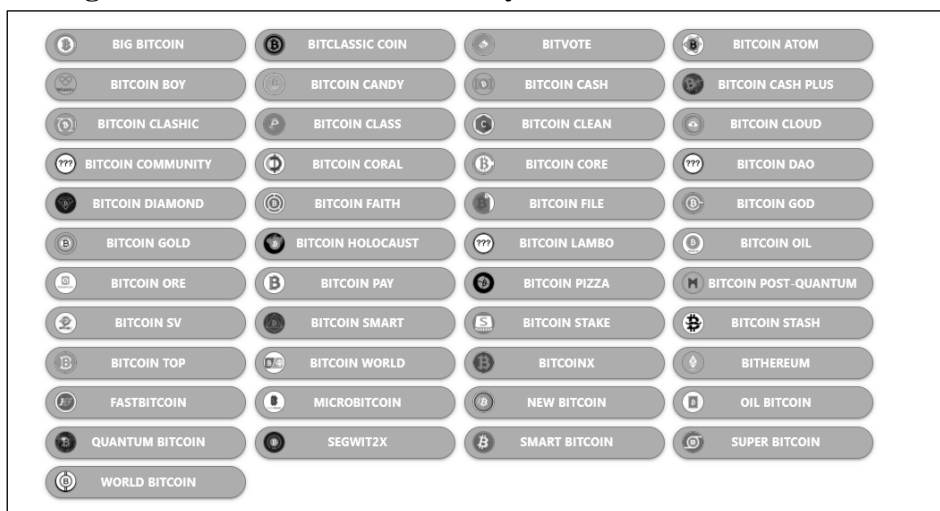 BIG BITCOIN BITCLASSIC COIN BITVOTE BITCOIN ATOM
BITCOIN BOY BITCOIN CANDY BITCOIN CASH BITCOIN CASH PLUS
BITCOIN CLASHIC BITCOIN CLASS BITCOIN CLEAN BITCOIN CLOUD
??? BITCOIN COMMUNITY BITCOIN CORAL BITCOIN CORE ??? BITCOIN DAO
BITCOIN DIAMOND BITCOIN FAITH BITCOIN FILE BITCOIN GOD
BITCOIN GOLD BITCOIN HOLOCAUST ??? BITCOIN LAMBO BITCOIN OIL
BITCOIN ORE BITCOIN PAY BITCOIN PIZZA BITCOIN POST-QUANTUM
BITCOIN SV BITCOIN SMART BITCOIN STAKE BITCOIN STASH
BITCOIN TOP BITCOIN WORLD BITCOINX BITHEREUM
FASTBITCOIN MICROBITCOIN NEW BITCOIN OIL BITCOIN
QUANTUM BITCOIN SEGWIT2X SMART BITCOIN SUPER BITCOIN
WORLD BITCOIN